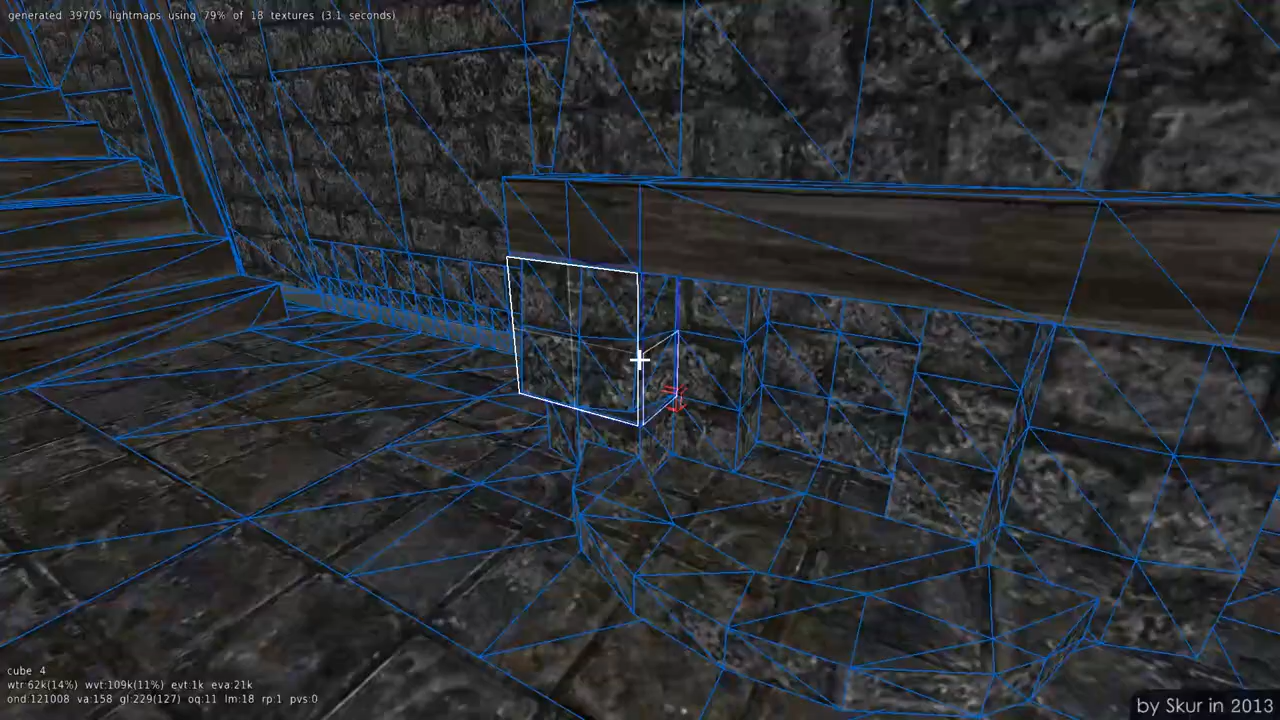 generated 39705 lightmaps using 79% of 18 textures (3.1 seconds)
cube 4
wtr:62k(14%) wvt:109k(11%) evt:1k eva:21k
ond:121008 va:158 gl:229(127) oq:11 lm:18 rp:1 pvs:0
by Skur in 2013